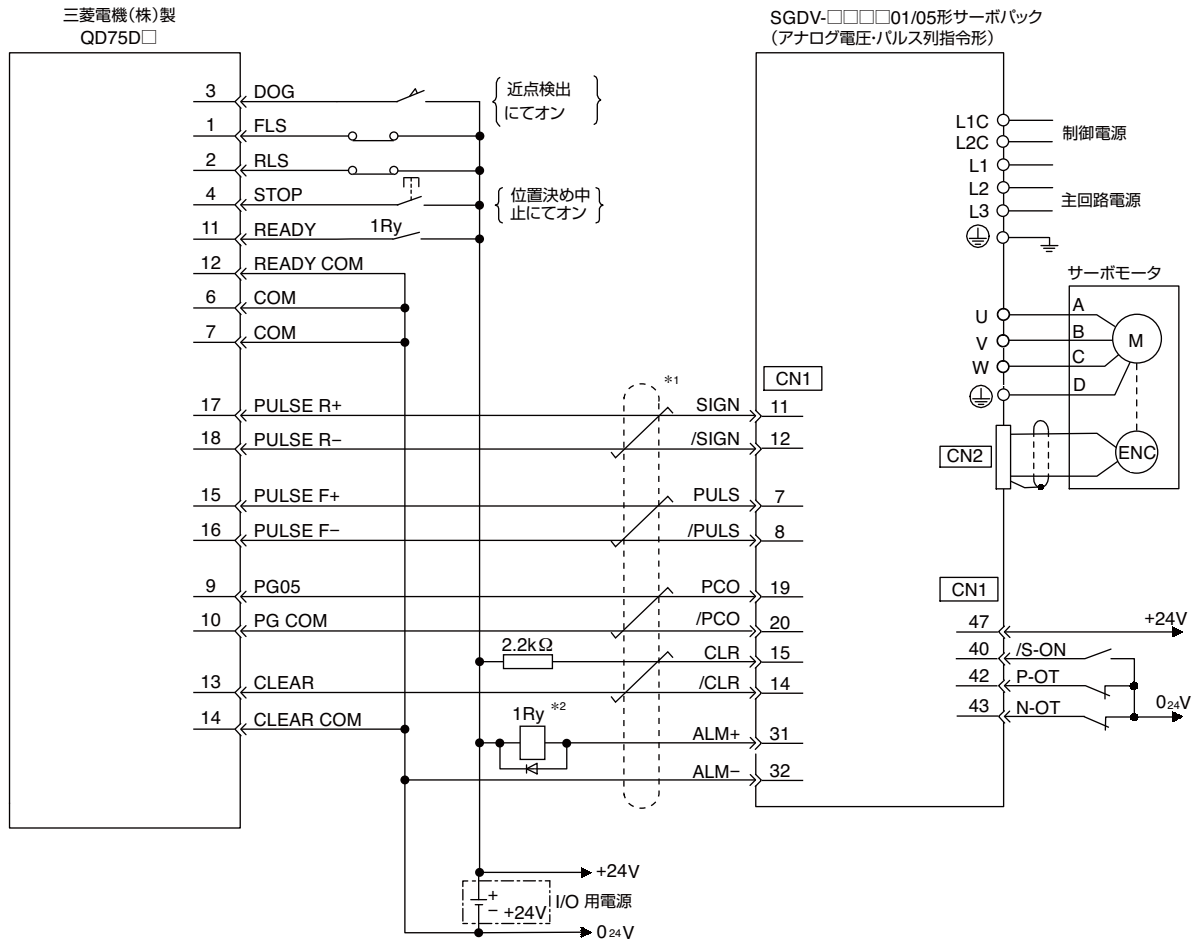 三菱電機(株)製
QD75D□
SGDV-□□□□01/05形サーボパック
(アナログ電圧・パルス列指令形)
3 DOG
近点検出
にてオン
1 FLS
2 RLS
4 STOP
位置決め中
止にてオン
11 READY 1Ry
12 READY COM
6 COM
7 COM
L1C
L2C
制御電源
L1
L2
L3
主回路電源
サーボモータ
U A
V B
W C
D
M
CN2
ENC
CN1
*1
17 PULSE R+ SIGN 11
18 PULSE R− /SIGN 12
15 PULSE F+ PULS 7
16 PULSE F− /PULS 8
9 PG05 PCO 19
10 PG COM /PCO 20
2.2kΩ CLR 15
13 CLEAR /CLR 14
14 CLEAR COM
1Ry *2 ALM+ 31
ALM− 32
CN1
47 +24V
40 /S-ON
42 P-OT
43 N-OT 024V
+24V
+
− +24V
I/O 用電源
024V